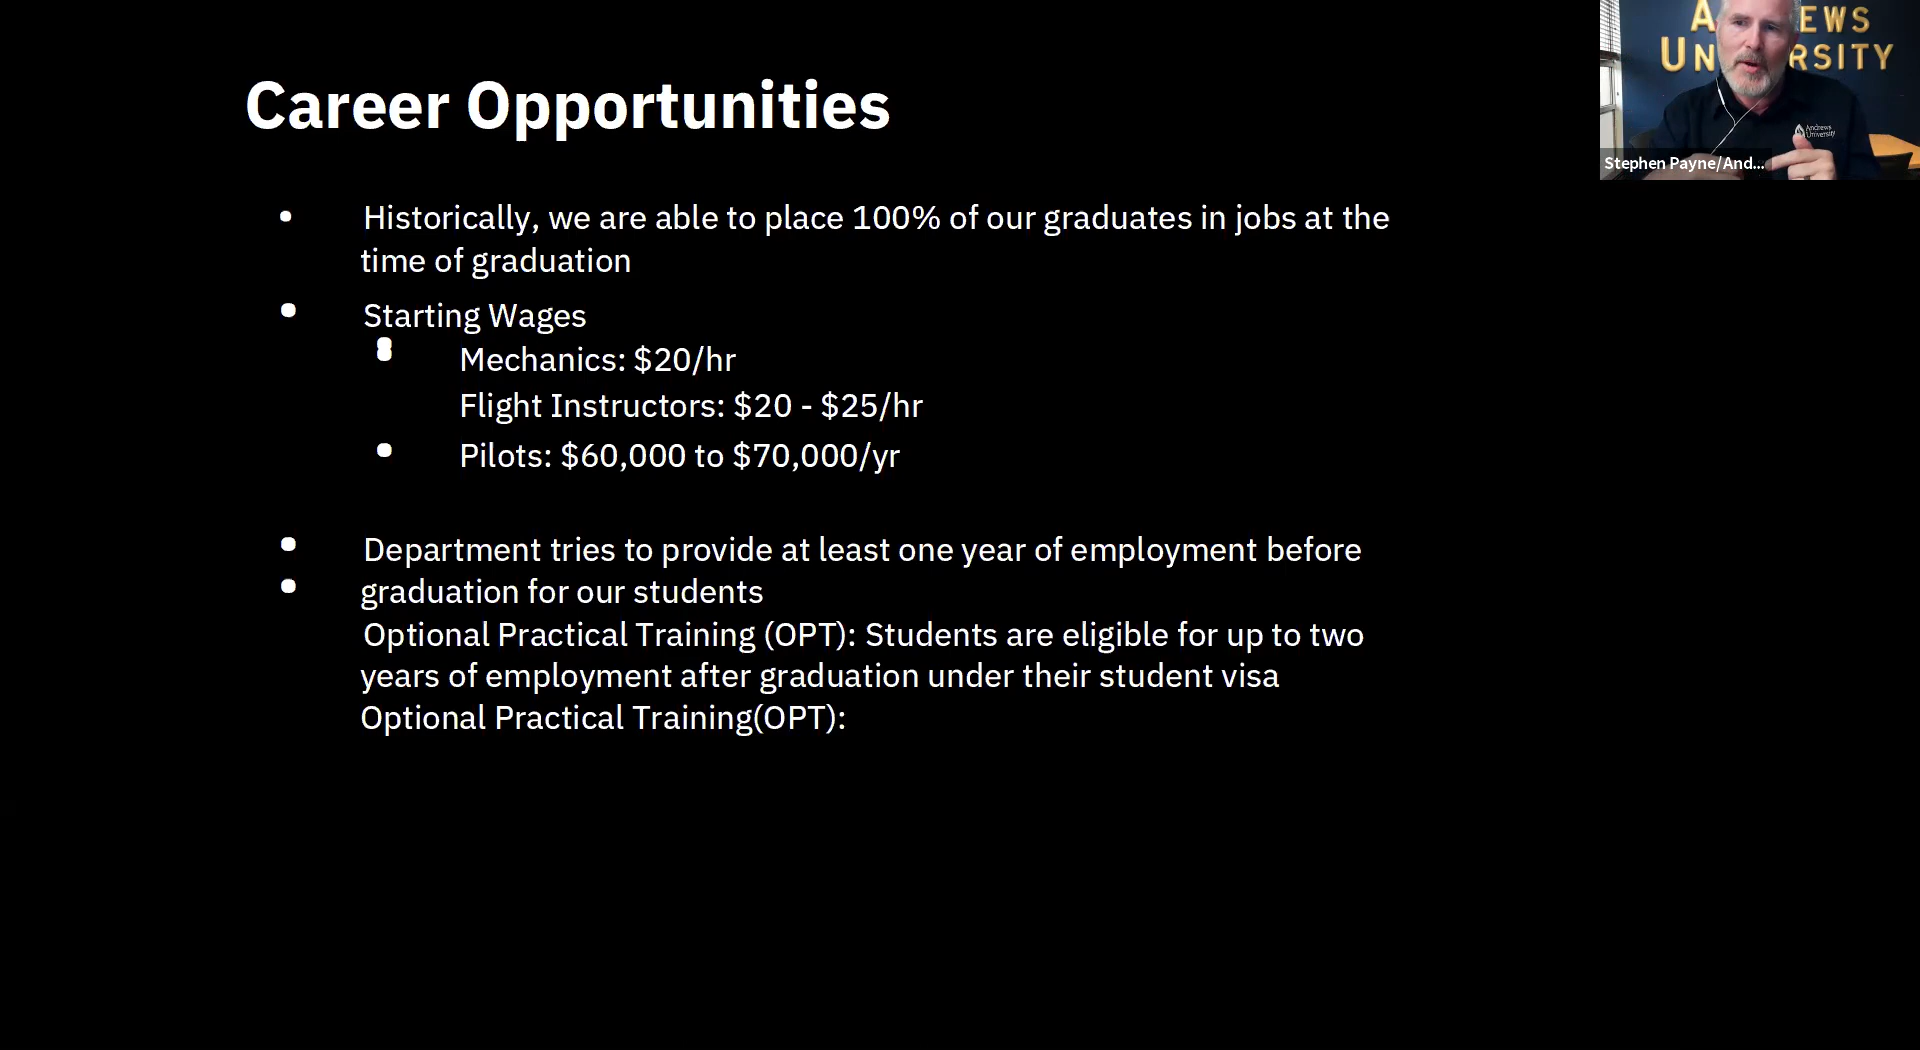 Career Opportunities
• Historically, we are able to place 100% of our graduates in jobs at the
time of graduation
• Starting Wages
• Mechanics: $20/hr
• Flight Instructors: $20 - $25/hr
• Pilots: $60,000 to $70,000/yr
• Department tries to provide at least one year of employment before
• graduation for our students
Optional Practical Training (OPT): Students are eligible for up to two
years of employment after graduation under their student visa
Optional Practical Training(OPT):
EWS
UN RSITY
Andrews
University
Stephen Payne/And...